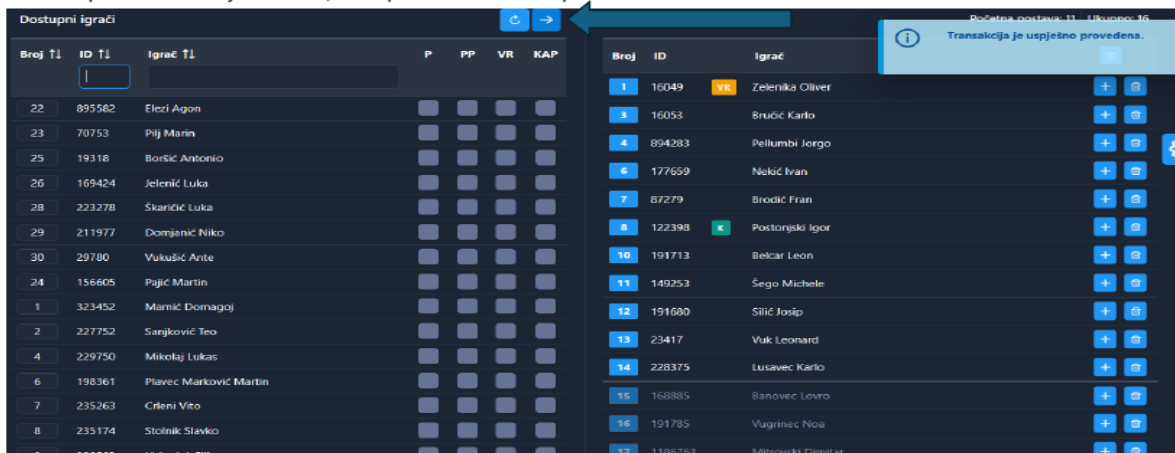 Dostupni igrači
Početna postava: 11 Ukupno: 16
Transakcija je uspješno provedena.
Broj ID Igrač P PP VR KAP
22 895582 Elezi Agon
23 70753 Pilj Marin
25 19318 Boršić Antonio
26 169424 Jelenić Luka
28 223278 Škaričić Luka
29 211977 Domjanić Niko
30 29780 Vukušić Ante
24 156605 Pajić Martin
1 323452 Mamić Domagoj
2 227752 Sanjković Teo
4 229750 Mikolaj Lukas
6 198361 Plavec Marković Martin
7 235263 Crleni Vito
8 235174 Stolnik Slavko
Broj ID Igrač
1 16049 VR Zelenika Oliver
3 16053 Bručić Karlo
4 894283 Pellumbi Jorgo
6 177659 Nekić Ivan
7 87279 Brodić Fran
8 122398 K Postonjski Igor
10 191713 Belcar Leon
11 149253 Šego Michele
12 191680 Silić Josip
13 23417 Vuk Leonard
14 228375 Lusavec Karlo
15 168885 Banovec Lovro
16 191785 Vugrinec Noa
17 1186763 Mitrovski Dimitar